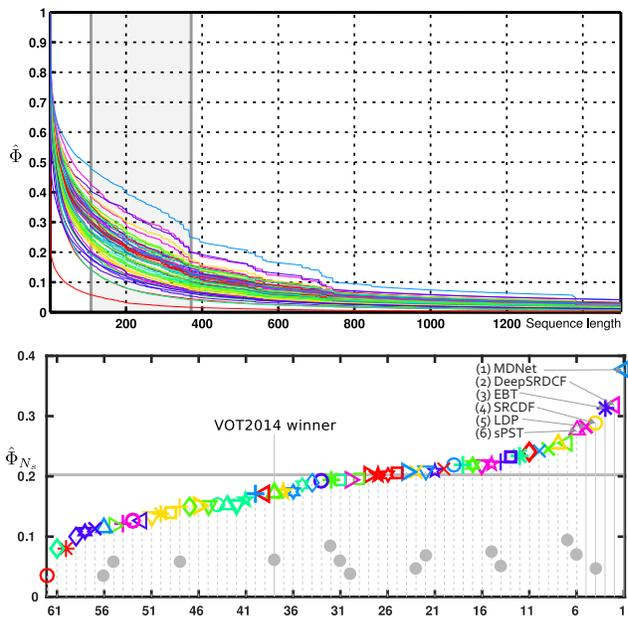 1
0.9
0.8
0.7
0.6
Φ̂ 0.5
0.4
0.3
0.2
0.1
0
200 400 600 800 1000 1200 Sequence length
0.4
(1) MDNet
(2) DeepSRDCF
(3) EBT
(4) SRCDF
(5) LDP
(6) sPST
0.3
VOT2014 winner
Φ̂Nₛ
0.2
0.1
0
61 56 51 46 41 36 31 26 21 16 11 6 1